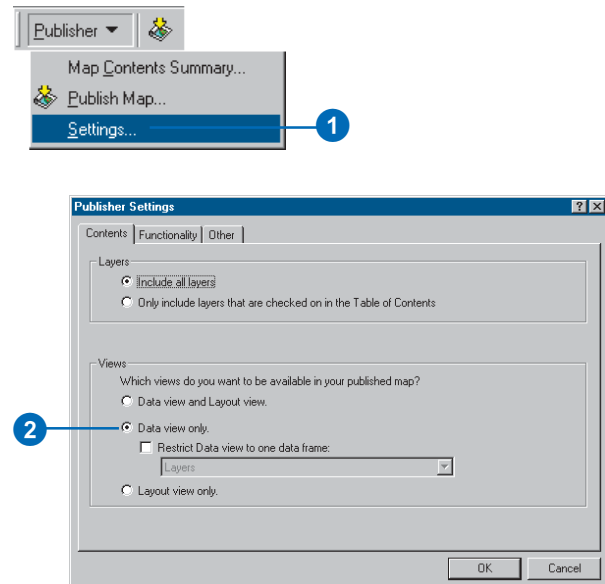 Publisher
Map Contents Summary...
Publish Map...
Settings...
1
Publisher Settings
Contents Functionality Other
Layers
Include all layers
Only include layers that are checked on in the Table of Contents
Views
Which views do you want to be available in your published map?
Data view and Layout view.
2
Data view only.
Restrict Data view to one data frame:
Layers
Layout view only.
OK Cancel